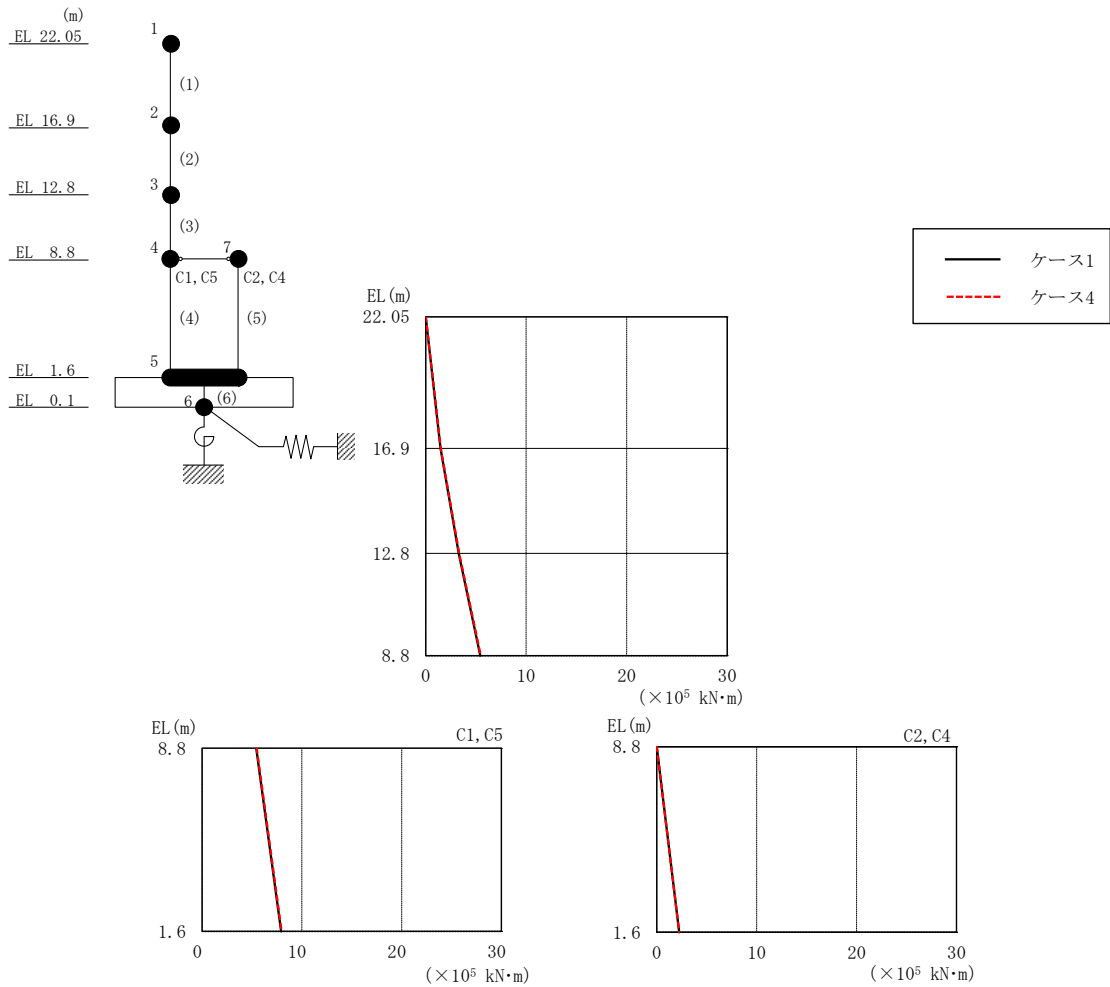 (m)
EL 22.05
EL 16.9
EL 12.8
EL 8.8
EL 1.6
EL 0.1
1
(1)
2
(2)
3
(3)
4
7
C1,C5
C2,C4
(4)
(5)
5
6
(6)
ケース1
ケース4
EL(m)
22.05
16.9
12.8
8.8
0
10
20
30
(×10⁵ kN・m)
EL(m)
C1,C5
8.8
1.6
0
10
20
30
(×10⁵ kN・m)
EL(m)
C2,C4
8.8
1.6
0
10
20
30
(×10⁵ kN・m)